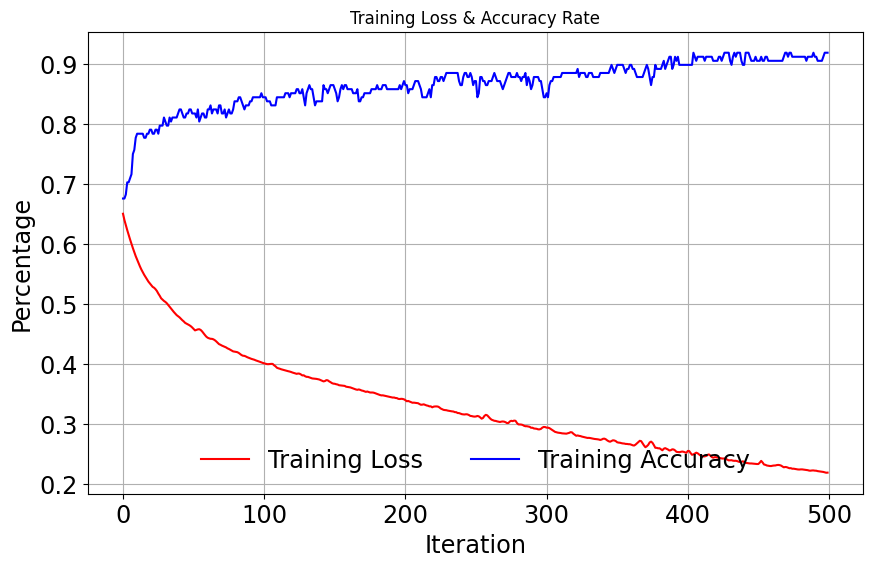 Training Loss & Accuracy Rate
0.9
0.8
0.7
0.6
0.5
0.4
0.3
0.2
Percentage
Training Loss
Training Accuracy
0
100
200
300
400
500
Iteration